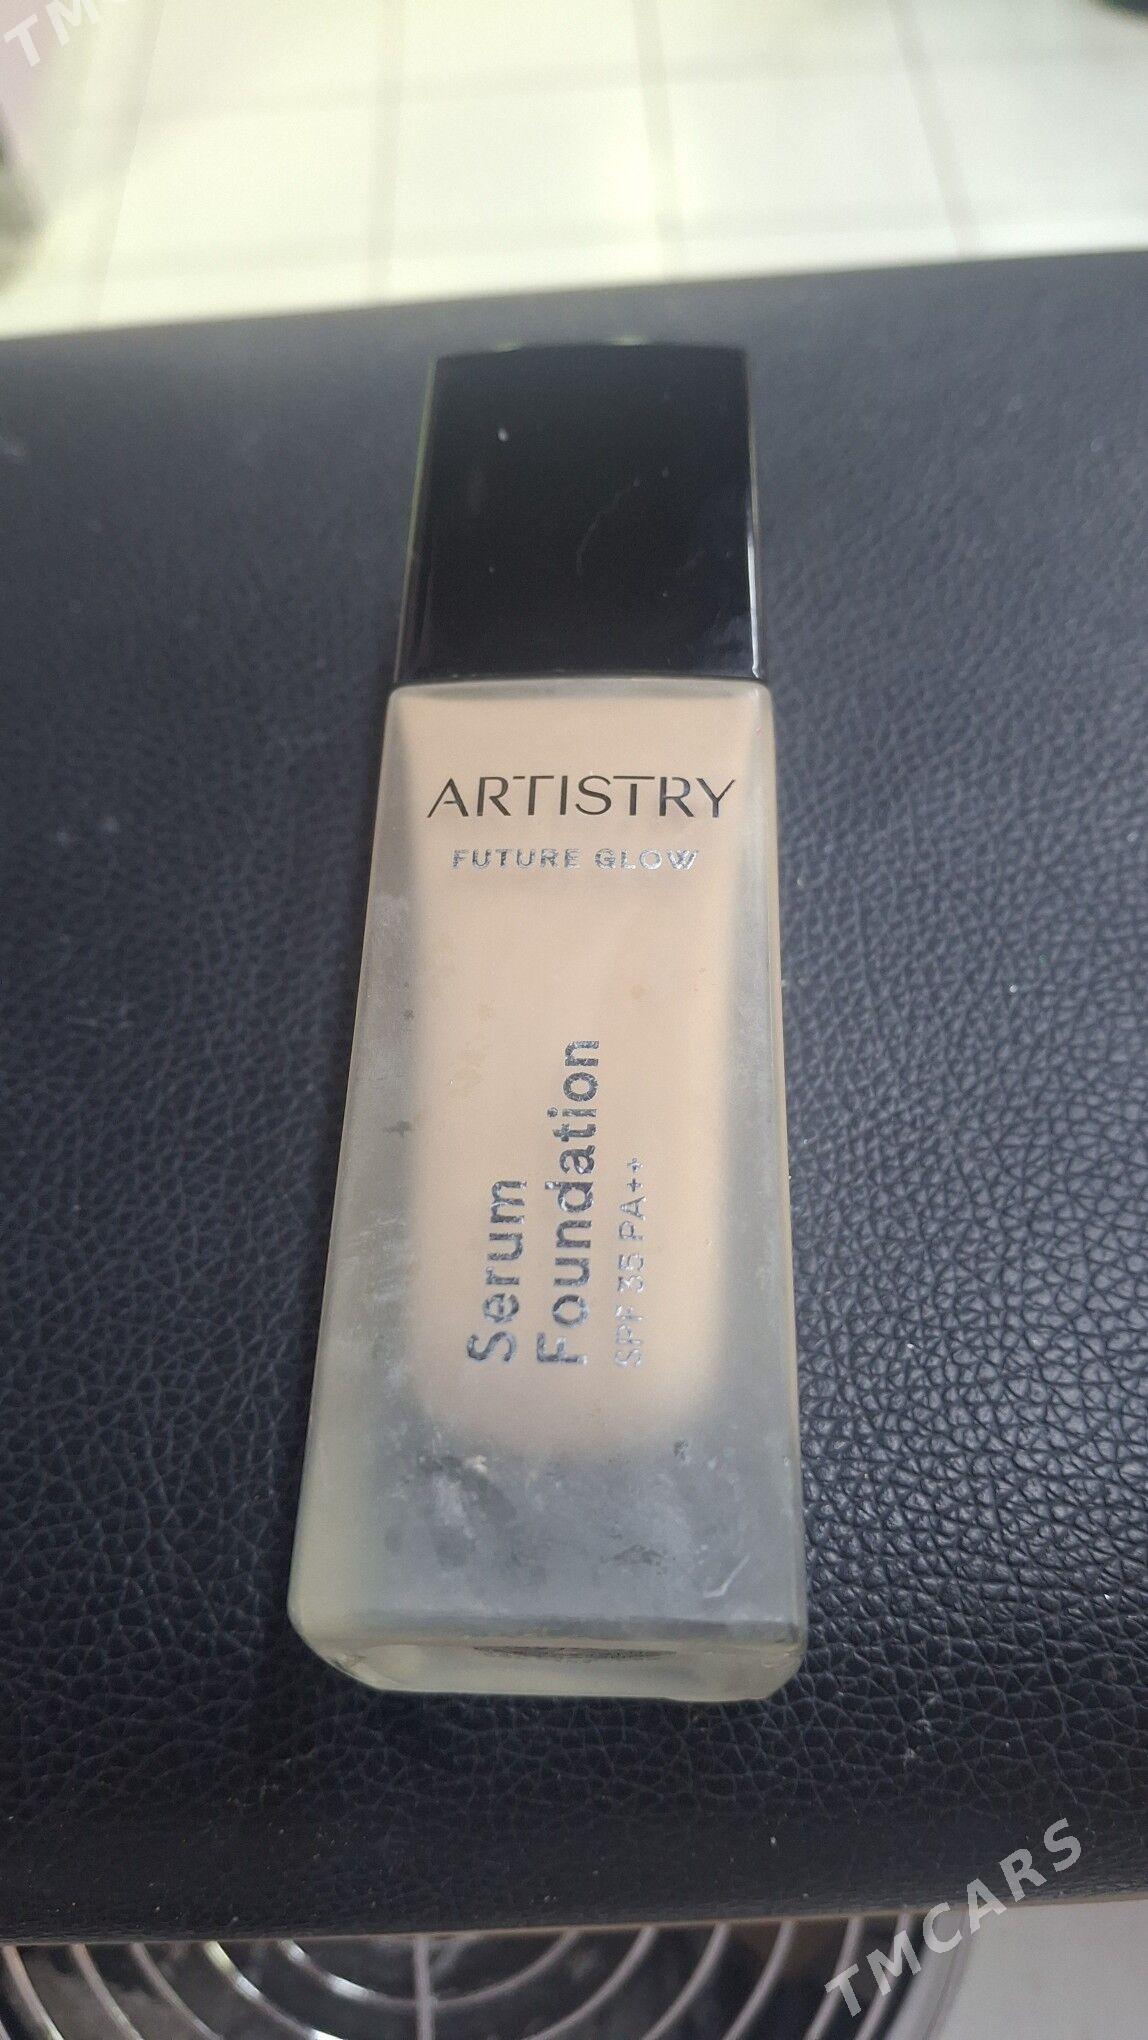 ARTISTRY
FUTURE GLOW
Serum
Foundation
SPF 35 PA++
TMCARS